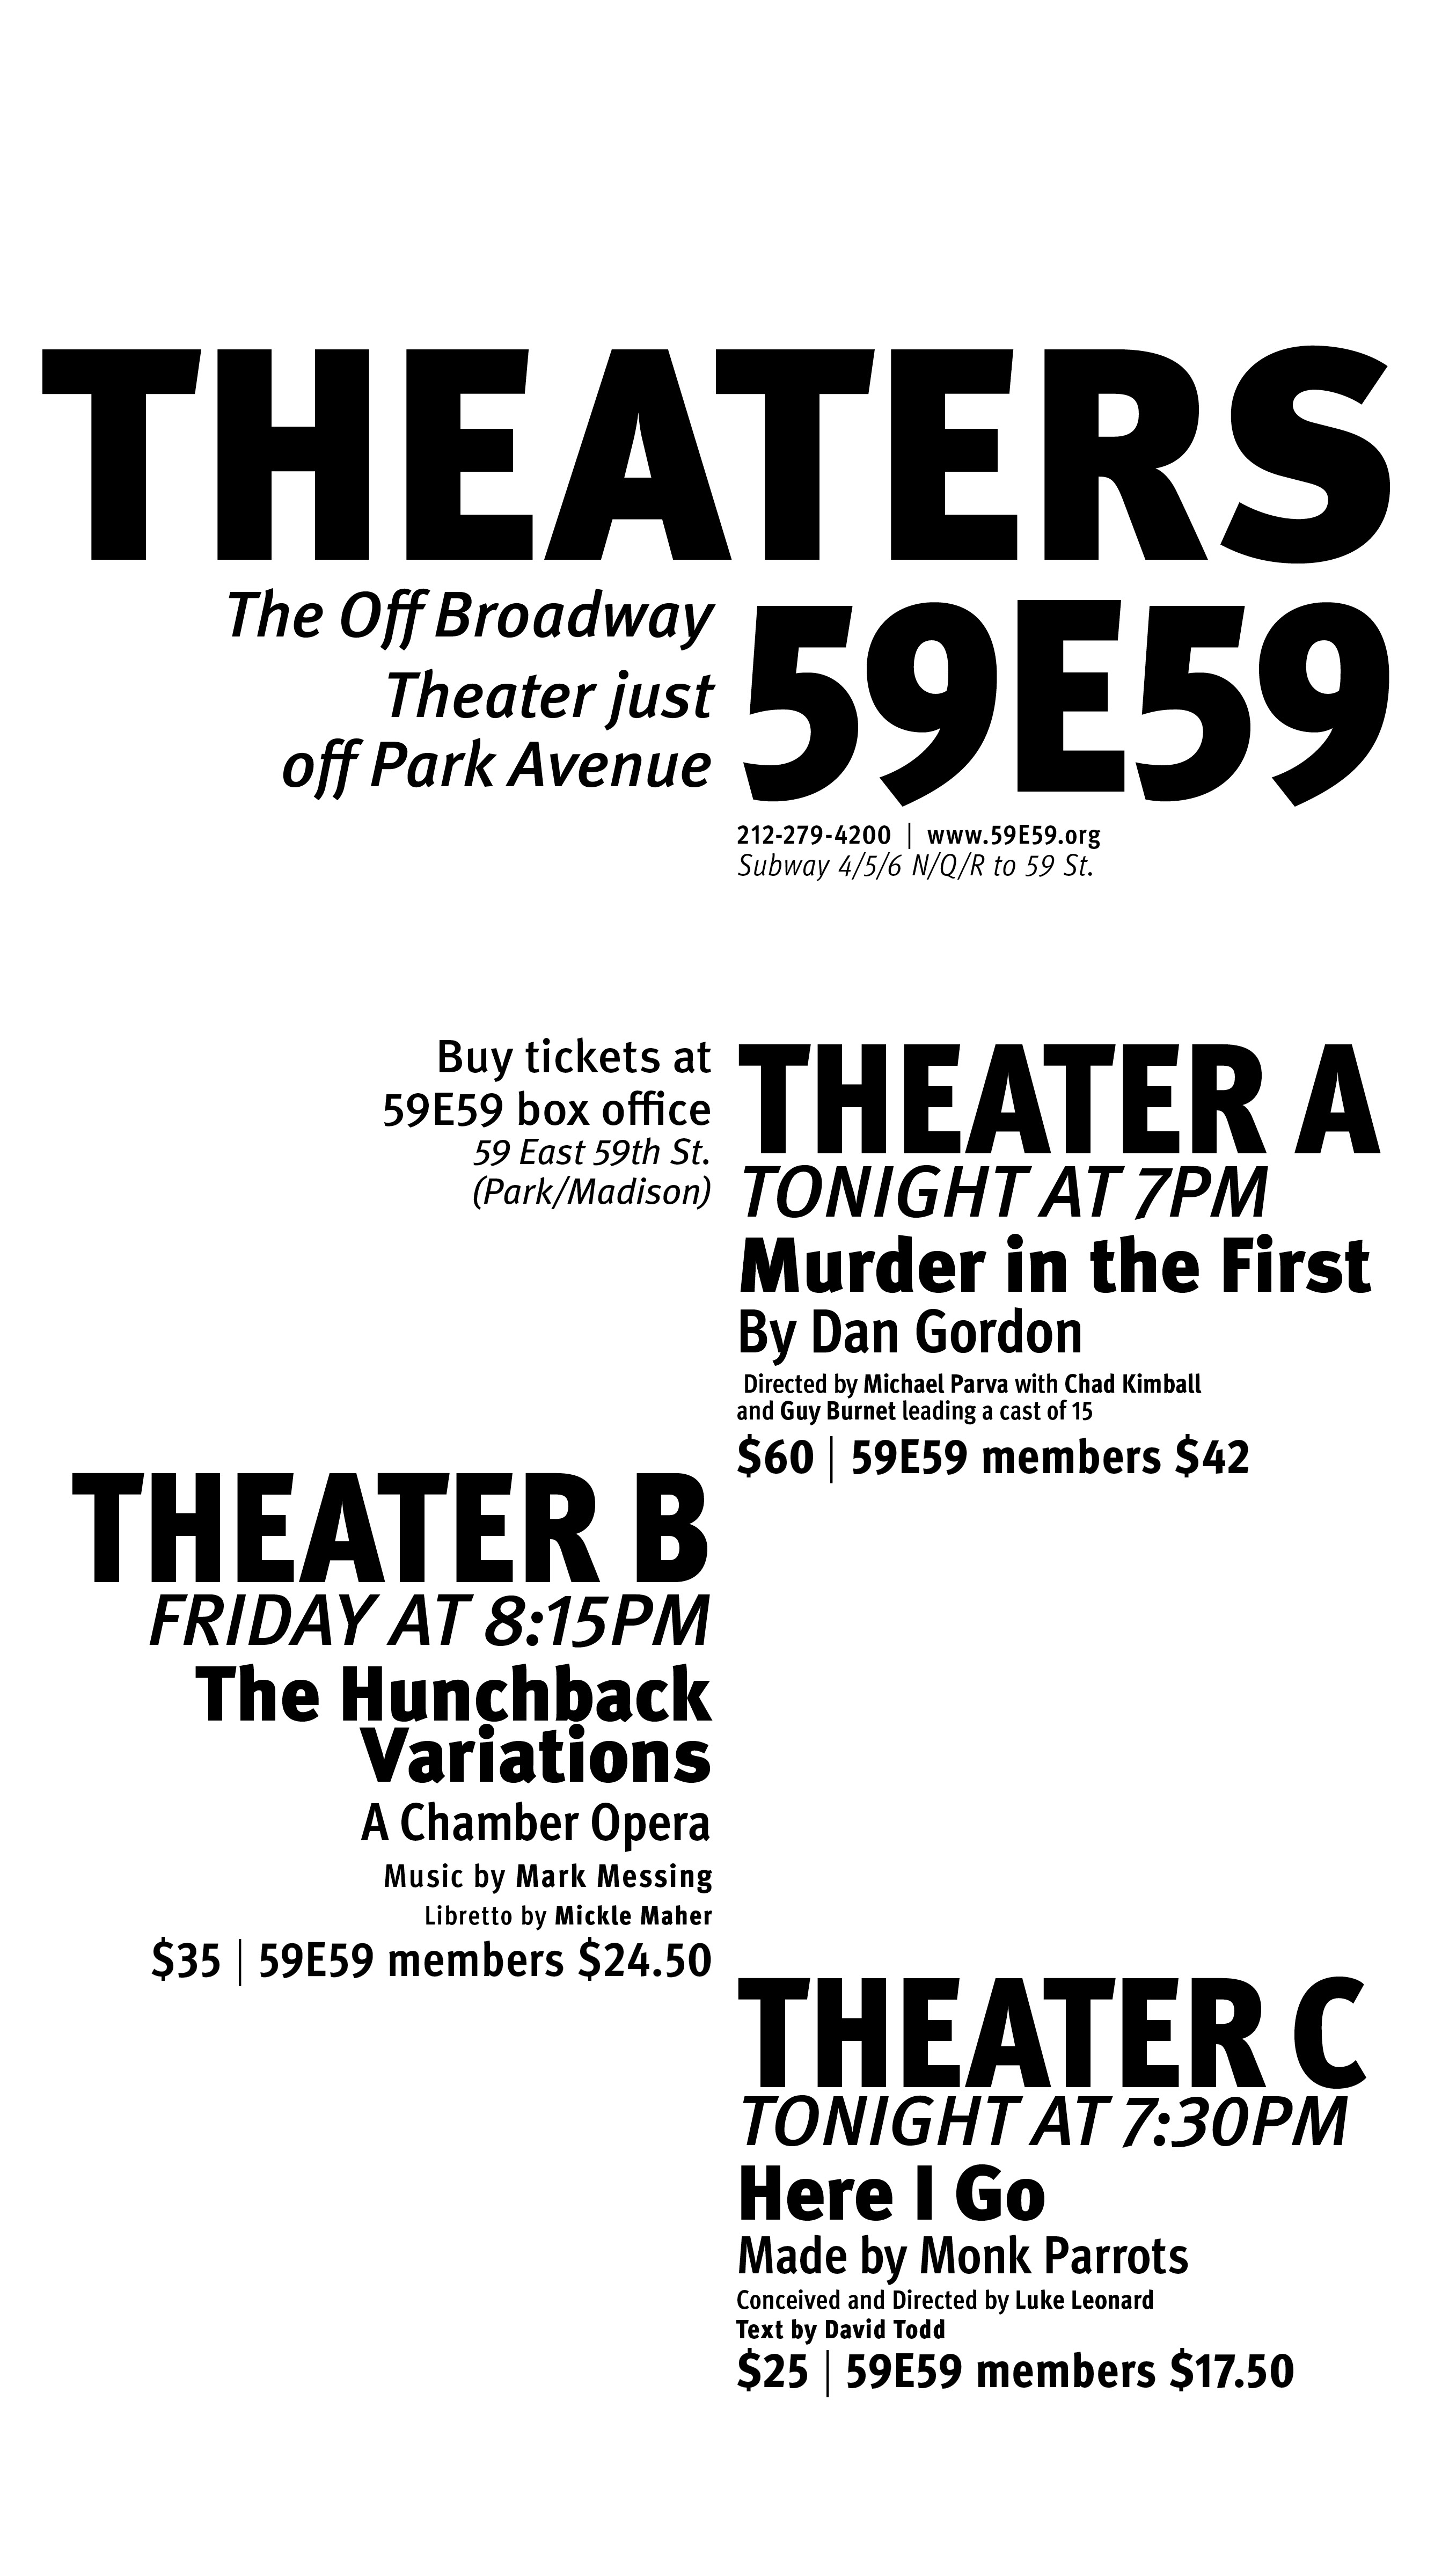 THEATERS
The Off Broadway
Theater just
off Park Avenue
59E59
212-279-4200 | www.59E59.org
Subway 4/5/6 N/Q/R to 59 St.
Buy tickets at
59E59 box office
59 East 59th St.
(Park/Madison)
THEATER A
TONIGHT AT 7PM
Murder in the First
By Dan Gordon
Directed by Michael Parva with Chad Kimball
and Guy Burnet leading a cast of 15
$60 | 59E59 members $42
THEATER B
FRIDAY AT 8:15PM
The Hunchback
Variations
A Chamber Opera
Music by Mark Messing
Libretto by Mickle Maher
$35 | 59E59 members $24.50
THEATER C
TONIGHT AT 7:30PM
Here I Go
Made by Monk Parrots
Conceived and Directed by Luke Leonard
Text by David Todd
$25 | 59E59 members $17.50